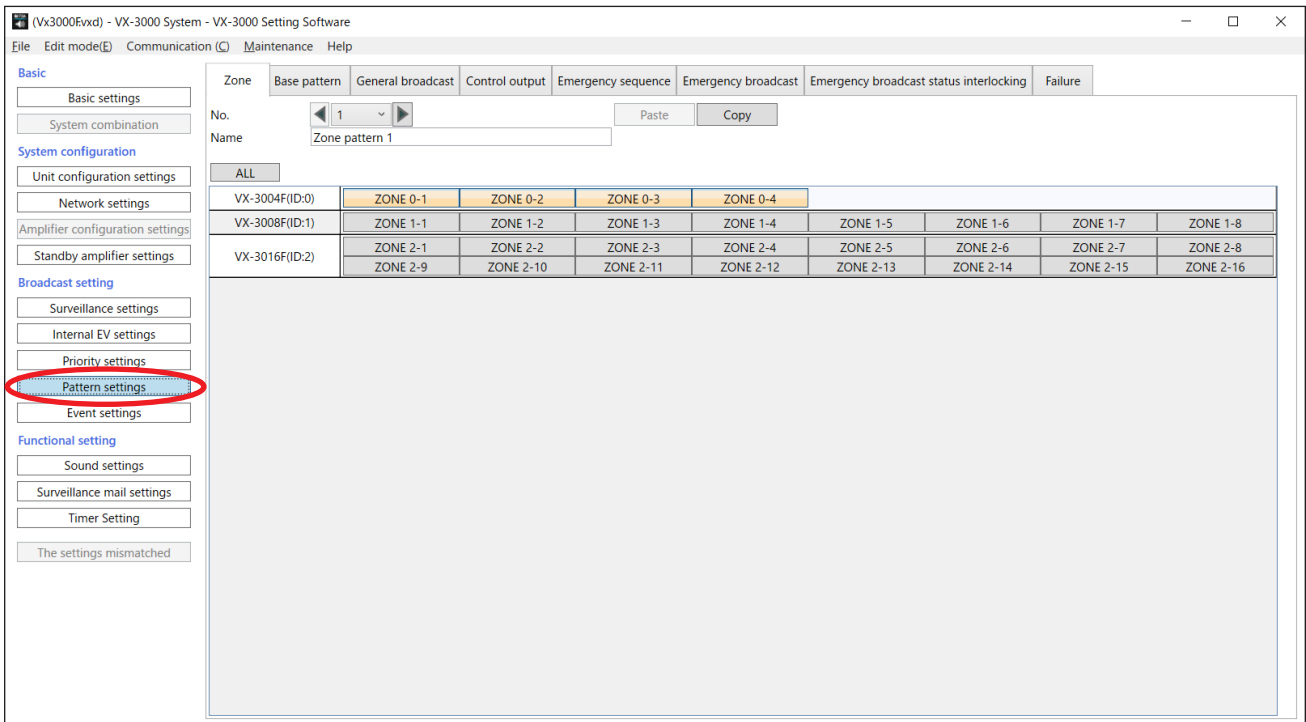 (Vx3000F.vxd) - VX-3000 System - VX-3000 Setting Software
File Edit mode(E) Communication (C) Maintenance Help
Basic
Basic settings
System combination
System configuration
Unit configuration settings
Network settings
Amplifier configuration settings
Standby amplifier settings
Broadcast setting
Surveillance settings
Internal EV settings
Priority settings
Pattern settings
Event settings
Functional setting
Sound settings
Surveillance mail settings
Timer Setting
The settings mismatched
Zone Base pattern General broadcast Control output Emergency sequence Emergency broadcast Emergency broadcast status interlocking Failure
No. 1 Paste Copy
Name Zone pattern 1
ALL
VX-3004F(ID:0) ZONE 0-1 ZONE 0-2 ZONE 0-3 ZONE 0-4
VX-3008F(ID:1) ZONE 1-1 ZONE 1-2 ZONE 1-3 ZONE 1-4 ZONE 1-5 ZONE 1-6 ZONE 1-7 ZONE 1-8
VX-3016F(ID:2) ZONE 2-1 ZONE 2-2 ZONE 2-3 ZONE 2-4 ZONE 2-5 ZONE 2-6 ZONE 2-7 ZONE 2-8
ZONE 2-9 ZONE 2-10 ZONE 2-11 ZONE 2-12 ZONE 2-13 ZONE 2-14 ZONE 2-15 ZONE 2-16